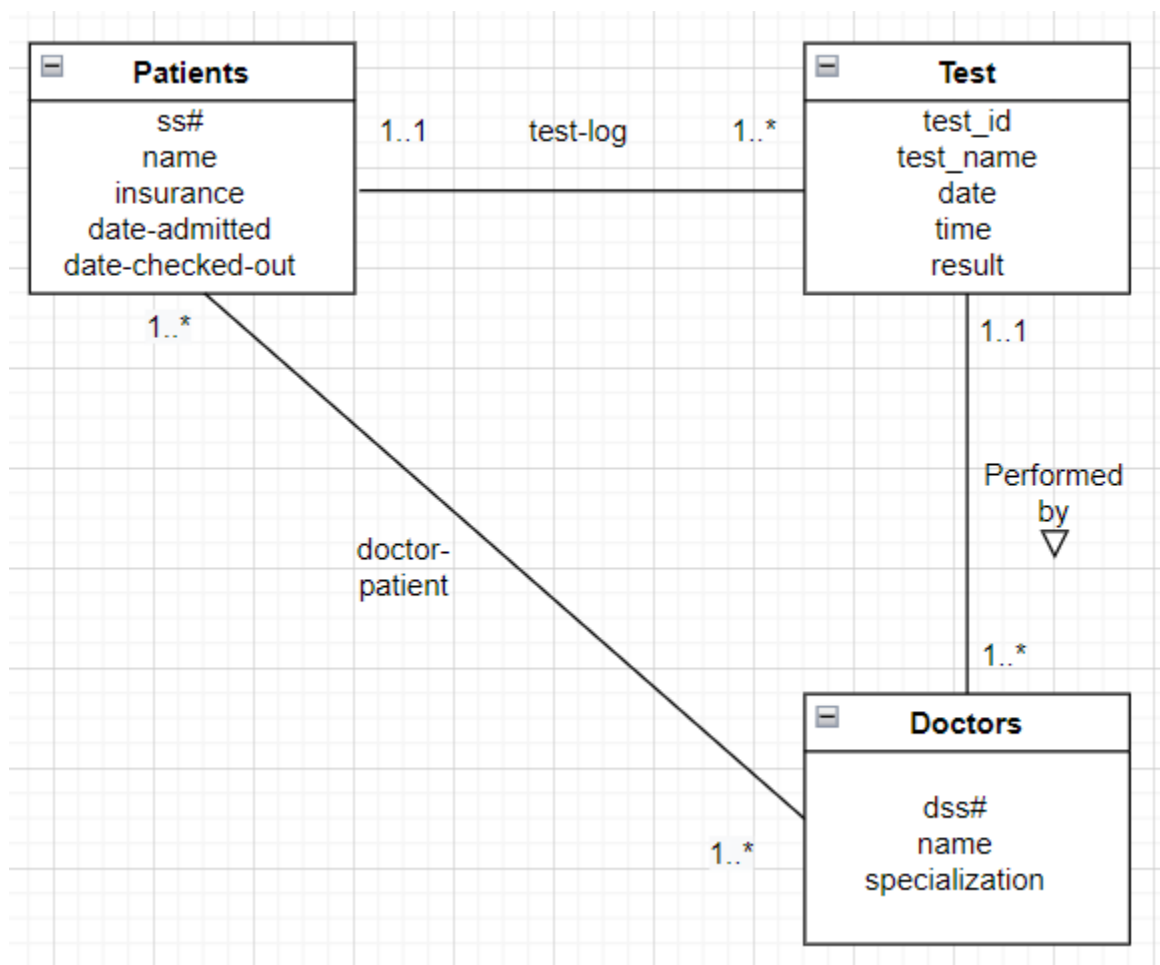 Patients
ss#
name
insurance
date-admitted
date-checked-out
1..1
test-log
1..*
Test
test_id
test_name
date
time
result
1..*
1..1
Performed
by
doctor-
patient
1..*
1..*
Doctors
dss#
name
specialization